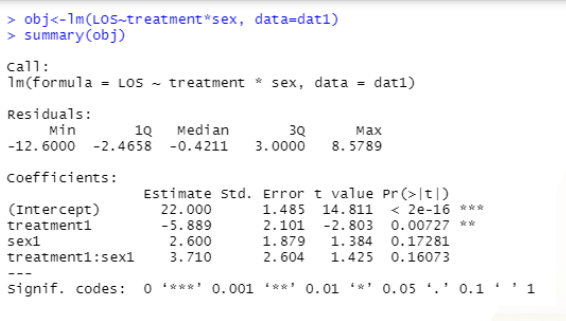 > obj<-lm(LOS~treatment*sex, data=dat1)
> summary(obj)
Call:
lm(formula = LOS ~ treatment * sex, data = dat1)
Residuals:
Min 1Q Median 3Q Max
-12.6000 -2.4658 -0.4211 3.0000 8.5789
Coefficients:
Estimate Std. Error t value Pr(>|t|)
(Intercept) 22.000 1.485 14.811 < 2e-16 ***
treatment1 -5.889 2.101 -2.803 0.00727 **
sex1 2.600 1.879 1.384 0.17281
treatment1:sex1 3.710 2.604 1.425 0.16073
---
Signif. codes: 0 ‘***’ 0.001 ‘**’ 0.01 ‘*’ 0.05 ‘.’ 0.1 ‘ ’ 1